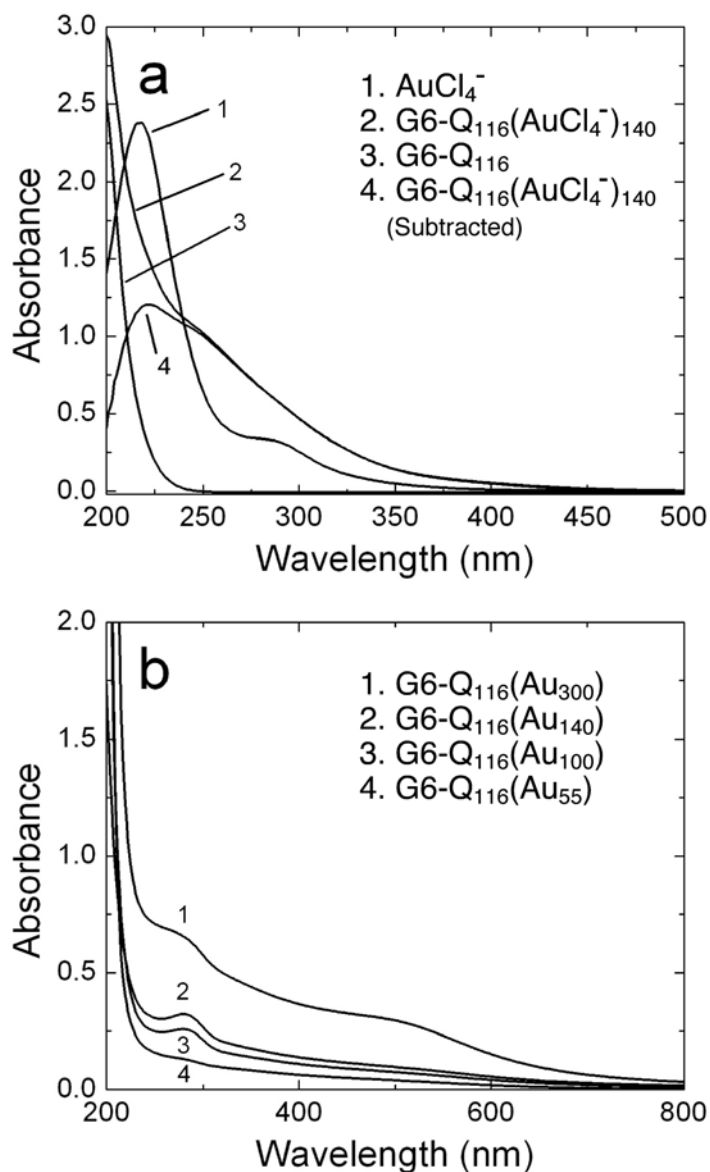 a
1. AuCl₄⁻
2. G6-Q₁₁₆(AuCl₄⁻)₁₄₀
3. G6-Q₁₁₆
4. G6-Q₁₁₆(AuCl₄⁻)₁₄₀
(Subtracted)
1
2
3
4
Absorbance
3.0
2.5
2.0
1.5
1.0
0.5
0.0
200 250 300 350 400 450 500
Wavelength (nm)
b
1. G6-Q₁₁₆(Au₃₀₀)
2. G6-Q₁₁₆(Au₁₄₀)
3. G6-Q₁₁₆(Au₁₀₀)
4. G6-Q₁₁₆(Au₅₅)
1
2
3
4
Absorbance
2.0
1.5
1.0
0.5
0.0
200 400 600 800
Wavelength (nm)